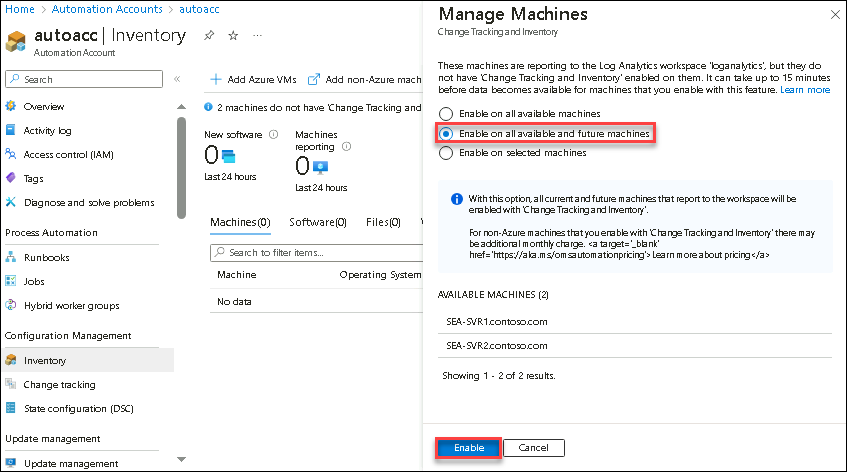 Home > Automation Accounts > autoacc
autoacc | Inventory ...
Automation Account
Search
«
Overview
Activity log
Access control (IAM)
Tags
Diagnose and solve problems
Process Automation
Runbooks
Jobs
Hybrid worker groups
Configuration Management
Inventory
Change tracking
State configuration (DSC)
Update management
Update management
+ Add Azure VMs
Add non-Azure mach
2 machines do not have 'Change Tracking and
New software
0
Last 24 hours
Machines
reporting
0
Last 24 hours
Machines(0) Software(0) Files(0)
Search to filter items...
Machine Operating System
No data
Manage Machines
Change Tracking and Inventory
These machines are reporting to the Log Analytics workspace 'loganalytics', but they do
not have 'Change Tracking and Inventory' enabled on them. It can take up to 15 minutes
before data becomes available for machines that you enable with this feature. Learn more
Enable on all available machines
Enable on all available and future machines
Enable on selected machines
With this option, all current and future machines that report to the workspace will be
enabled with 'Change Tracking and Inventory'.
For non-Azure machines that you enable with 'Change Tracking and Inventory' there may
be additional monthly charge. <a target='_blank'
href='https://aka.ms/omsautomationpricing'>Learn more about pricing</a>
AVAILABLE MACHINES (2)
SEA-SVR1.contoso.com
SEA-SVR2.contoso.com
Showing 1 - 2 of 2 results.
Enable
Cancel